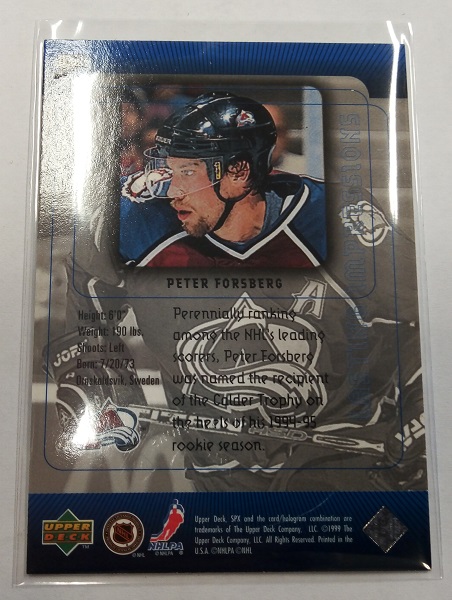 PETER FORSBERG
Height: 6'0"
Weight: 190 lbs.
Shoots: Left
Born: 7/20/73
Ornskoldsvik, Sweden
Perennially ranking
among the NHL's leading
scorers, Peter Forsberg
was named the recipient
of the Calder Trophy on
the heels of his 1994-95
rookie season.
A
UPPER
DECK
TM
©NHL
NHLPA
©NHLPA
Upper Deck, SPX and the card/hologram combination are
trademarks of The Upper Deck Company, LLC. ©1999 The
Upper Deck Company, LLC. All Rights Reserved. Printed in
U.S.A. ©NHLPA ©NHL